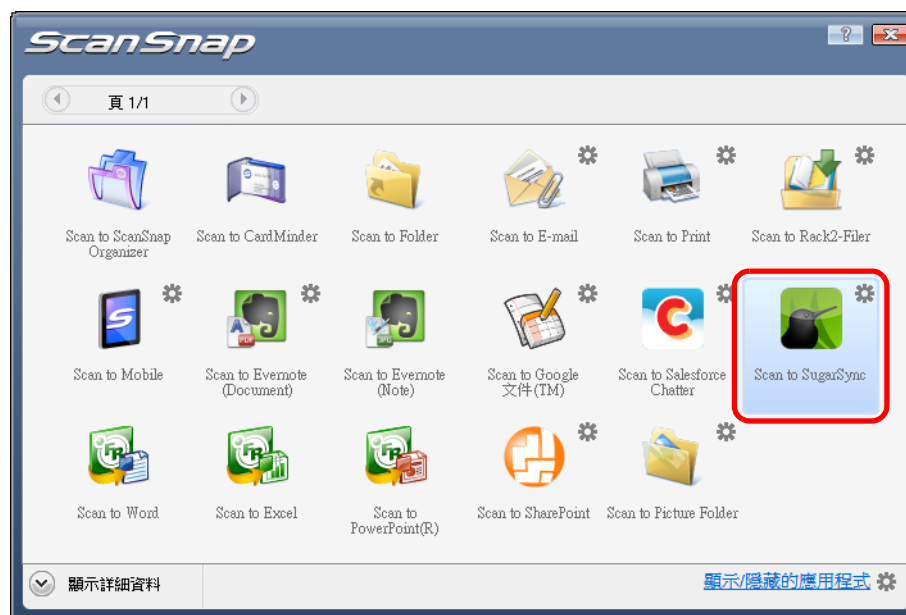 ScanSnap
?
頁 1/1
Scan to ScanSnap
Organizer
Scan to CardMinder
Scan to Folder
Scan to E-mail
Scan to Print
Scan to Rack2-Filer
Scan to Mobile
Scan to Evernote
(Document)
Scan to Evernote
(Note)
Scan to Google
文件(TM)
Scan to Salesforce
Chatter
Scan to SugarSync
Scan to Word
Scan to Excel
Scan to
PowerPoint(R)
Scan to SharePoint
Scan to Picture Folder
顯示詳細資料
顯示/隱藏的應用程式